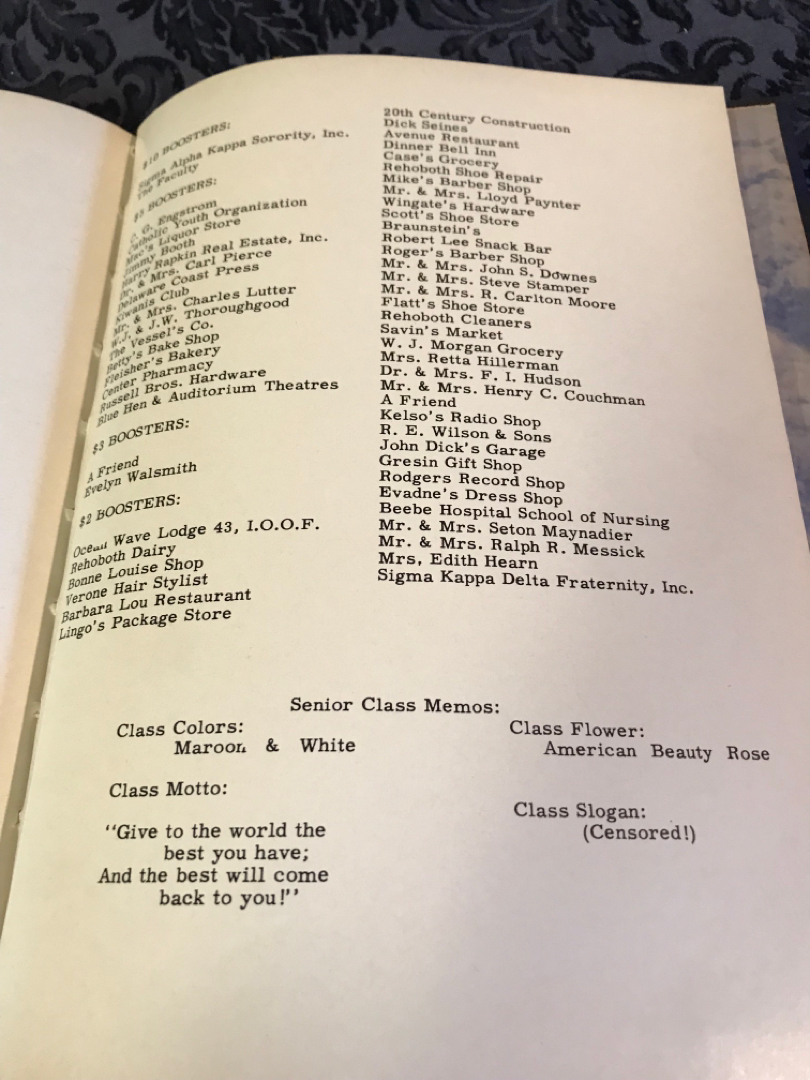 $10 BOOSTERS:
Sigma Alpha Kappa Sorority, Inc.
The Faculty
$5 BOOSTERS:
C. G. Engstrom
Catholic Youth Organization
Mac's Liquor Store
Jimmy Booth
Harry Rapkin Real Estate, Inc.
Dr. & Mrs. Carl Pierce
Delaware Coast Press
Kiwanis Club
Mr. & Mrs. Charles Lutter
W.J. & J.W. Thoroughgood
The Vessel's Co.
Betty's Bake Shop
Fleisher's Bakery
Center Pharmacy
Russell Bros. Hardware
Blue Hen & Auditorium Theatres
$3 BOOSTERS:
A Friend
Evelyn Walsmith
$2 BOOSTERS:
Ocean Wave Lodge 43, I.O.O.F.
Rehoboth Dairy
Bonne Louise Shop
Verone Hair Stylist
Barbara Lou Restaurant
Lingo's Package Store
20th Century Construction
Dick Seines
Avenue Restaurant
Dinner Bell Inn
Case's Grocery
Rehoboth Shoe Repair
Mike's Barber Shop
Mr. & Mrs. Lloyd Paynter
Wingate's Hardware
Scott's Shoe Store
Braunstein's
Robert Lee Snack Bar
Roger's Barber Shop
Mr. & Mrs. John S. Downes
Mr. & Mrs. Steve Stamper
Mr. & Mrs. R. Carlton Moore
Flatt's Shoe Store
Rehoboth Cleaners
Savin's Market
W. J. Morgan Grocery
Mrs. Retta Hillerman
Dr. & Mrs. F. I. Hudson
Mr. & Mrs. Henry C. Couchman
A Friend
Kelso's Radio Shop
R. E. Wilson & Sons
John Dick's Garage
Gresin Gift Shop
Rodgers Record Shop
Evadne's Dress Shop
Beebe Hospital School of Nursing
Mr. & Mrs. Seton Maynadier
Mr. & Mrs. Ralph R. Messick
Mrs, Edith Hearn
Sigma Kappa Delta Fraternity, Inc.
Senior Class Memos:
Class Colors:
Maroon & White
Class Motto:
"Give to the world the
best you have;
And the best will come
back to you!"
Class Flower:
American Beauty Rose
Class Slogan:
(Censored!)